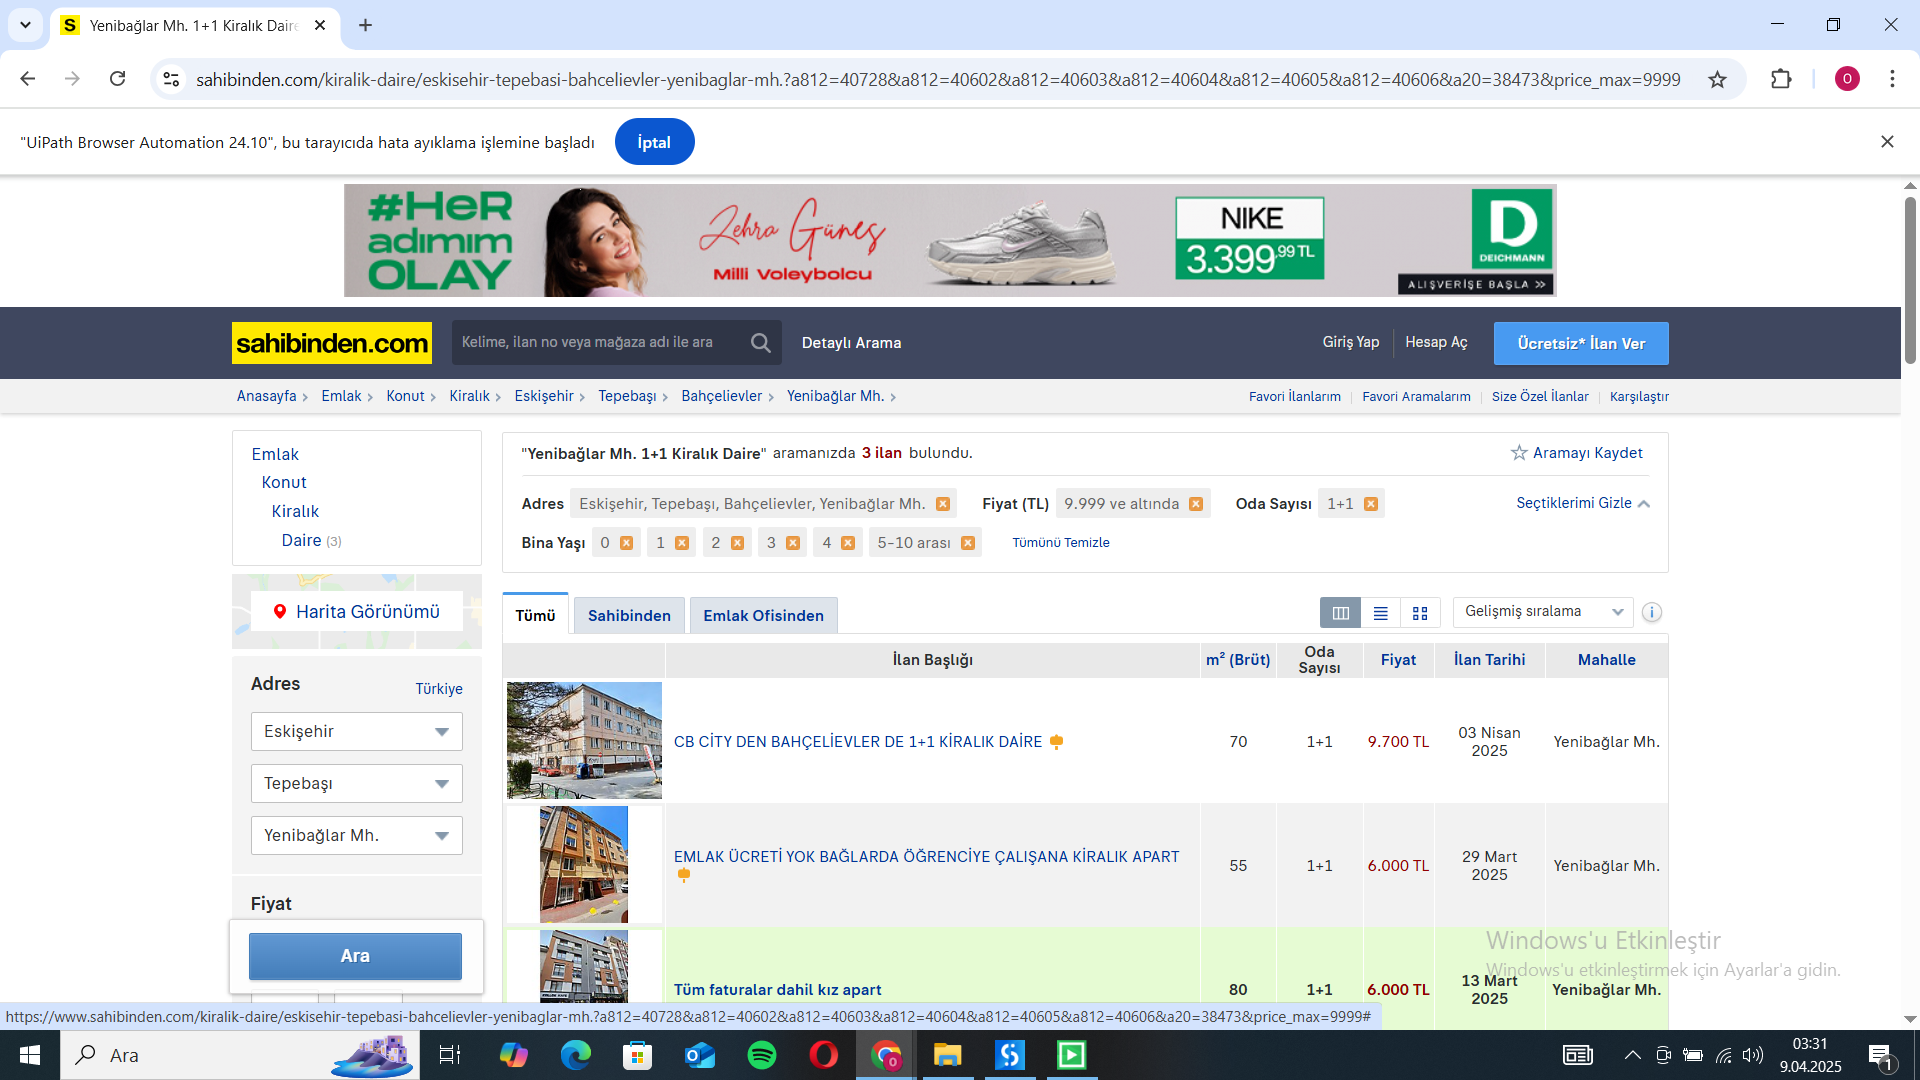 S Yenibağlar Mh. 1+1 Kiralık Daire
sahibinden.com/kiralik-daire/eskisehir-tepebasi-bahcelievler-yenibaglar-mh.?a812=40728&a812=40602&a812=40603&a812=40604&a812=40605&a812=40606&a20=38473&price_max=9999
O
"UiPath Browser Automation 24.10", bu tarayıcıda hata ayıklama işlemine başladı İptal
#HeR
adımım
OLAY
Zehra Güneş
Milli Voleybolcu
NIKE
3.399,99 TL
D
DEICHMANN
ALIŞVERİŞE BAŞLA »
sahibinden.com Kelime, ilan no veya mağaza adı ile ara Detaylı Arama Giriş Yap Hesap Aç Ücretsiz* İlan Ver
Anasayfa Emlak Konut Kiralık Eskişehir Tepebaşı Bahçelievler Yenibağlar Mh. Favori İlanlarım Favori Aramalarım Size Özel İlanlar Karşılaştır
Emlak
Konut
Kiralık
Daire (3)
Harita Görünümü
Adres Türkiye
Eskişehir
Tepebaşı
Yenibağlar Mh.
Fiyat
Ara
"Yenibağlar Mh. 1+1 Kiralık Daire" aramanızda 3 ilan bulundu. Aramayı Kaydet
Adres Eskişehir, Tepebaşı, Bahçelievler, Yenibağlar Mh. Fiyat (TL) 9.999 ve altında Oda Sayısı 1+1 Seçtiklerimi Gizle
Bina Yaşı 0 1 2 3 4 5-10 arası Tümünü Temizle
Tümü Sahibinden Emlak Ofisinden Gelişmiş sıralama i
İlan Başlığı m² (Brüt) Oda Sayısı Fiyat İlan Tarihi Mahalle
CB CİTY DEN BAHÇELİEVLER DE 1+1 KİRALIK DAİRE 70 1+1 9.700 TL 03 Nisan 2025 Yenibağlar Mh.
EMLAK ÜCRETİ YOK BAĞLARDA ÖĞRENCİYE ÇALIŞANA KİRALIK APART 55 1+1 6.000 TL 29 Mart 2025 Yenibağlar Mh.
Tüm faturalar dahil kız apart 80 1+1 6.000 TL 13 Mart 2025 Yenibağlar Mh.
Windows'u Etkinleştir
Windows'u etkinleştirmek için Ayarlar'a gidin.
https://www.sahibinden.com/kiralik-daire/eskisehir-tepebasi-bahcelievler-yenibaglar-mh.?a812=40728&a812=40602&a812=40603&a812=40604&a812=40605&a812=40606&a20=38473&price_max=9999#
Ara
03:31
9.04.2025
1